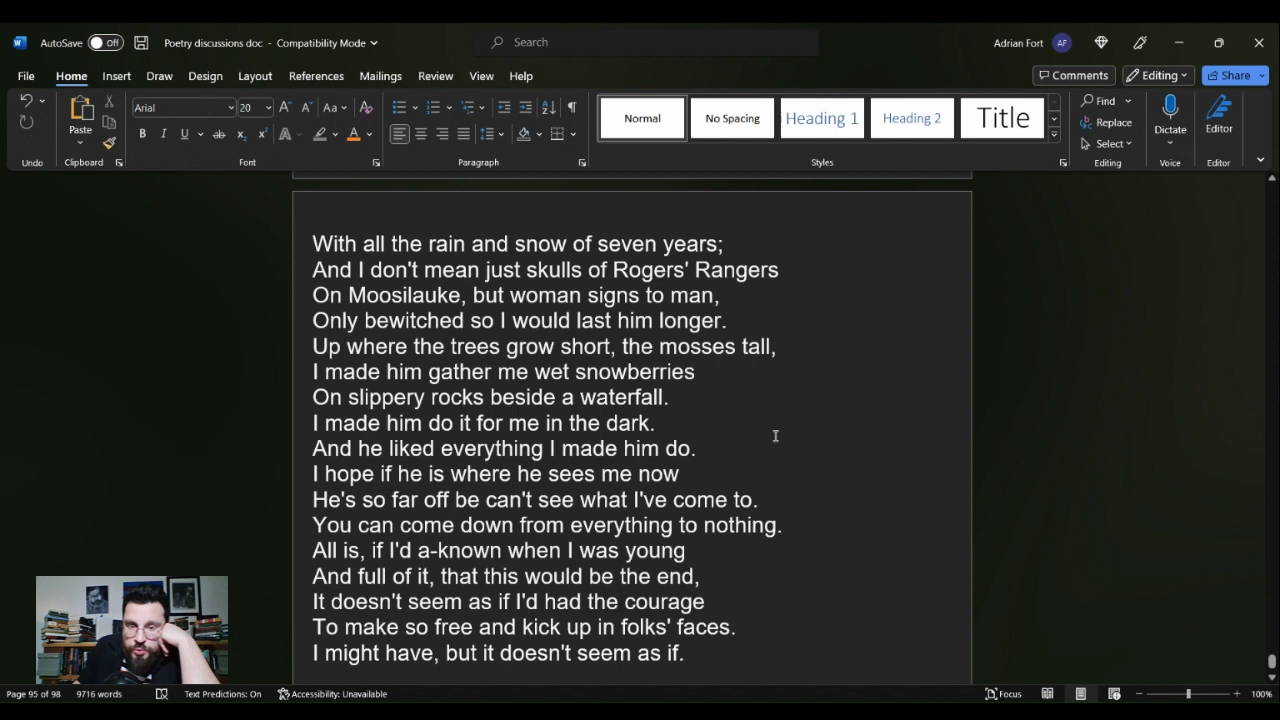 AutoSave Off Poetry discussions doc - Compatibility Mode Search Adrian Fort AF
File Home Insert Draw Design Layout References Mailings Review View Help Comments Editing Share
Paste Arial 20 Aa Normal No Spacing Heading 1 Heading 2 Title Find Replace Select Dictate Editor
Undo Clipboard Font Paragraph Styles Editing Voice Editor
With all the rain and snow of seven years;
And I don't mean just skulls of Rogers' Rangers
On Moosilauke, but woman signs to man,
Only bewitched so I would last him longer.
Up where the trees grow short, the mosses tall,
I made him gather me wet snowberries
On slippery rocks beside a waterfall.
I made him do it for me in the dark.
And he liked everything I made him do.
I hope if he is where he sees me now
He's so far off be can't see what I've come to.
You can come down from everything to nothing.
All is, if I'd a-known when I was young
And full of it, that this would be the end,
It doesn't seem as if I'd had the courage
To make so free and kick up in folks' faces.
I might have, but it doesn't seem as if.
Page 95 of 98 9716 words Text Predictions: On Accessibility: Unavailable Focus 100%